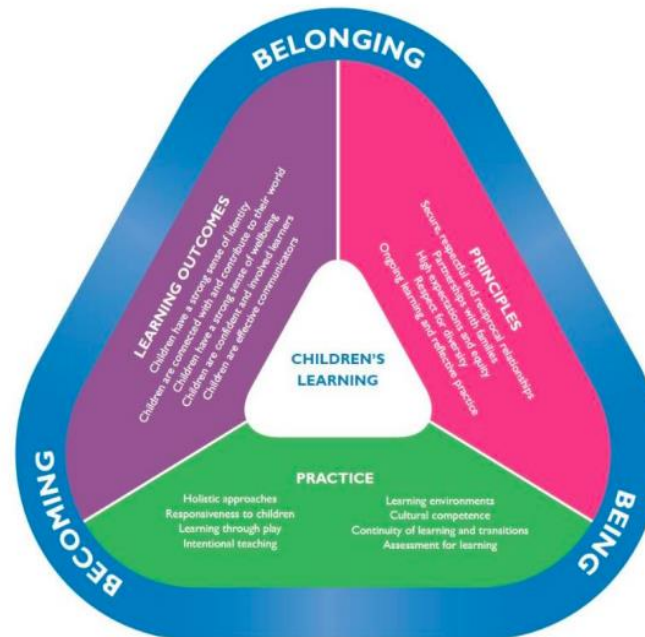 BELONGING
LEARNING OUTCOMES
Children have a strong sense of identity
Children are connected with and contribute to their world
Children have a strong sense of wellbeing
Children are confident and involved learners
Children are effective communicators
PRINCIPLES
Secure, respectful and reciprocal relationships
Partnerships with families
High expectations and equity
Respect for diversity
Ongoing learning and reflective practice
CHILDREN'S
LEARNING
PRACTICE
Holistic approaches
Responsiveness to children
Learning through play
Intentional teaching
Learning environments
Cultural competence
Continuity of learning and transitions
Assessment for learning
BECOMING
BEING